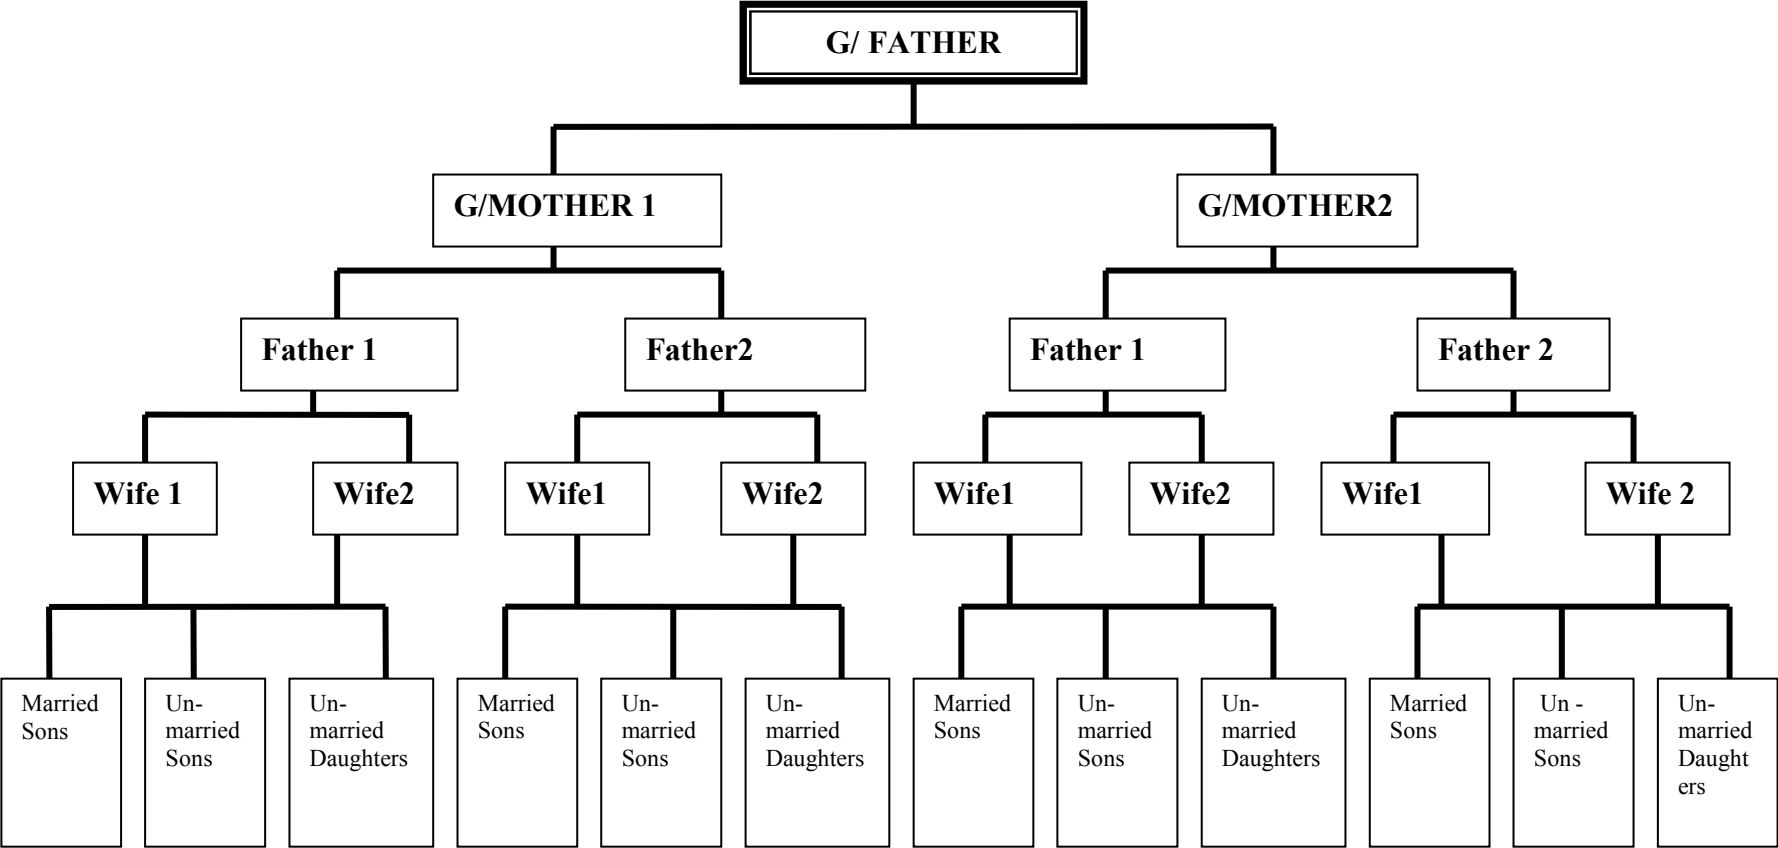 G/ FATHER
G/MOTHER 1
G/MOTHER2
Father 1
Father2
Father 1
Father 2
Wife 1
Wife2
Wife1
Wife2
Wife1
Wife2
Wife1
Wife 2
Married
Sons
Un-
married
Sons
Un-
married
Daughters
Married
Sons
Un-
married
Sons
Un-
married
Daughters
Married
Sons
Un-
married
Sons
Un-
married
Daughters
Married
Sons
Un -
married
Sons
Un-
married
Daught
ers